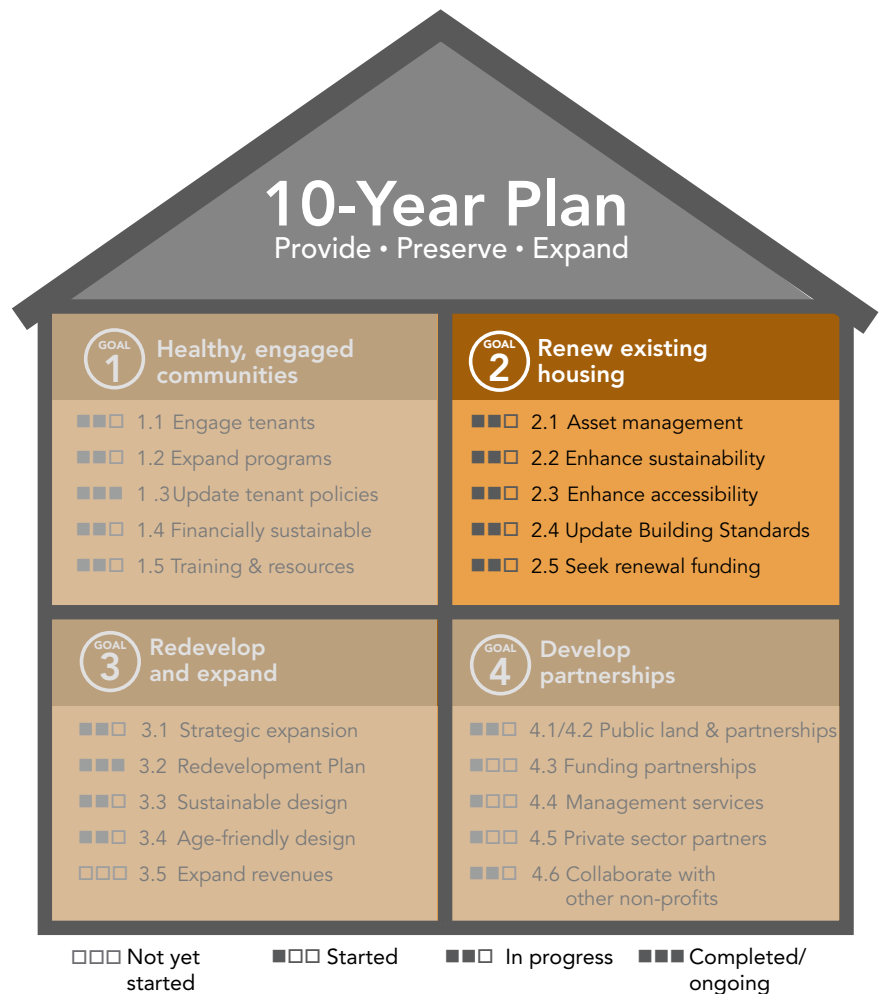 10-Year Plan
Provide • Preserve • Expand
GOAL
1
Healthy, engaged
communities
1.1 Engage tenants
1.2 Expand programs
1 .3Update tenant policies
1.4 Financially sustainable
1.5 Training & resources
GOAL
2
Renew existing
housing
2.1 Asset management
2.2 Enhance sustainability
2.3 Enhance accessibility
2.4 Update Building Standards
2.5 Seek renewal funding
GOAL
3
Redevelop
and expand
3.1 Strategic expansion
3.2 Redevelopment Plan
3.3 Sustainable design
3.4 Age-friendly design
3.5 Expand revenues
GOAL
4
Develop
partnerships
4.1/4.2 Public land & partnerships
4.3 Funding partnerships
4.4 Management services
4.5 Private sector partners
4.6 Collaborate with
other non-profits
Not yet
started
Started
In progress
Completed/
ongoing